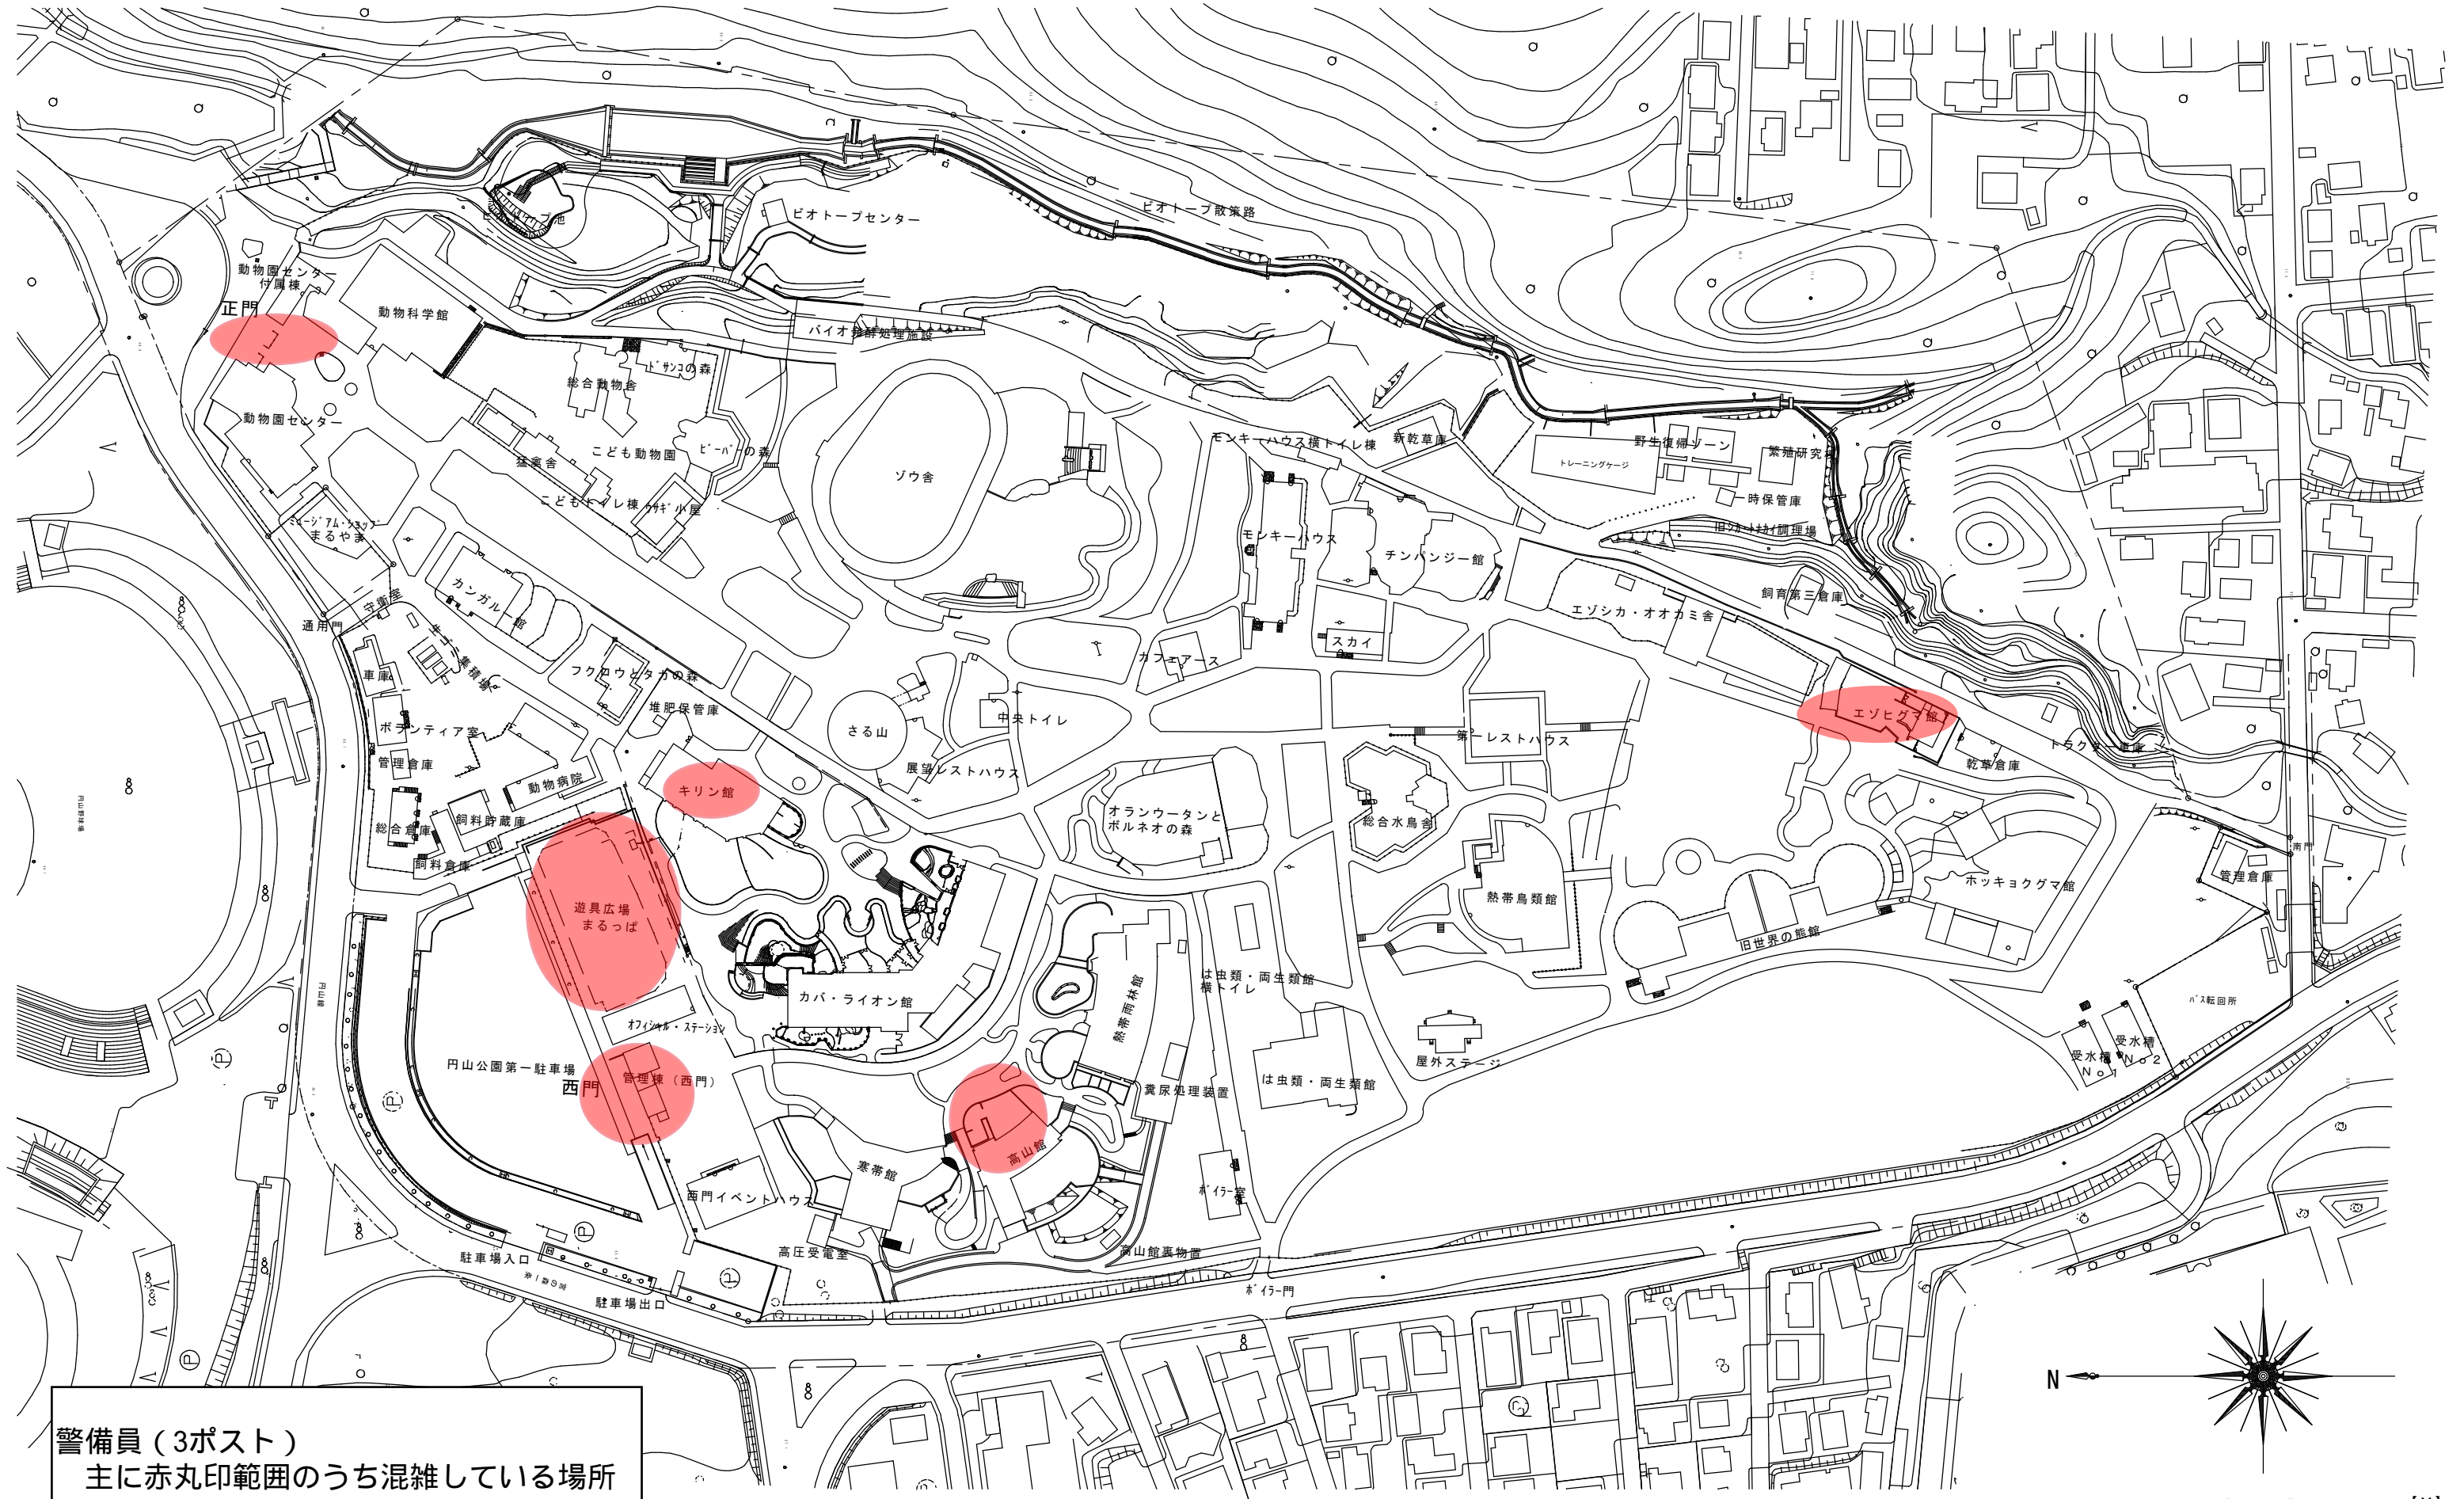 ビオトープセンター
ビオトープ散策路
動物園センター
付属棟
正門
動物科学館
バイオ発酵処理施設
ﾄﾞｻﾝｺの森
総合動物舎
動物園センター
こども動物園
ﾋﾞｰﾊﾞｰの森
猛禽舎
ゾウ舎
モンキーハウス横トイレ棟
新乾草庫
野生復帰ゾーン
トレーニングケージ
繁殖研究棟
一時保管庫
こどもトイレ棟
ｳｻｷﾞ小屋
ﾐｭｰｼﾞｱﾑ･ｼｮｯﾌﾟ
まるやま
モンキーハウス
チンパンジー館
カンガルー館
守衛室
通用門
飼育第三倉庫
エゾシカ・オオカミ舎
スカイ
カフェアース
車庫
フクロウとタカの森
堆肥保管庫
さる山
中央トイレ
エゾヒグマ館
ボランティア室
第一レストハウス
トラクター車庫
管理倉庫
乾草倉庫
展望レストハウス
動物病院
キリン館
総合倉庫
飼料貯蔵庫
飼料倉庫
オランウータンと
ボルネオの森
総合水鳥舎
南門
管理倉庫
ホッキョクグマ館
熱帯鳥類館
遊具広場
まるっぱ
旧世界の熊館
カバ・ライオン館
熱帯雨林館
は虫類・両生類館
横トイレ
ﾊﾞｽ転回所
ｵﾌｨｼｬﾙ・ｽﾃｰｼｮﾝ
円山公園第一駐車場
西門
管理棟（西門）
屋外ステージ
受水槽
Ｎｏ１
受水槽
Ｎｏ２
糞尿処理装置
は虫類・両生類館
高山館
寒帯館
西門イベントハウス
ﾎﾞｲﾗｰ室
高圧受電室
高山館裏物置
駐車場入口
駐車場出口
ﾎﾞｲﾗｰ門
円山野球場
N
警備員（3ポスト）
主に赤丸印範囲のうち混雑している場所